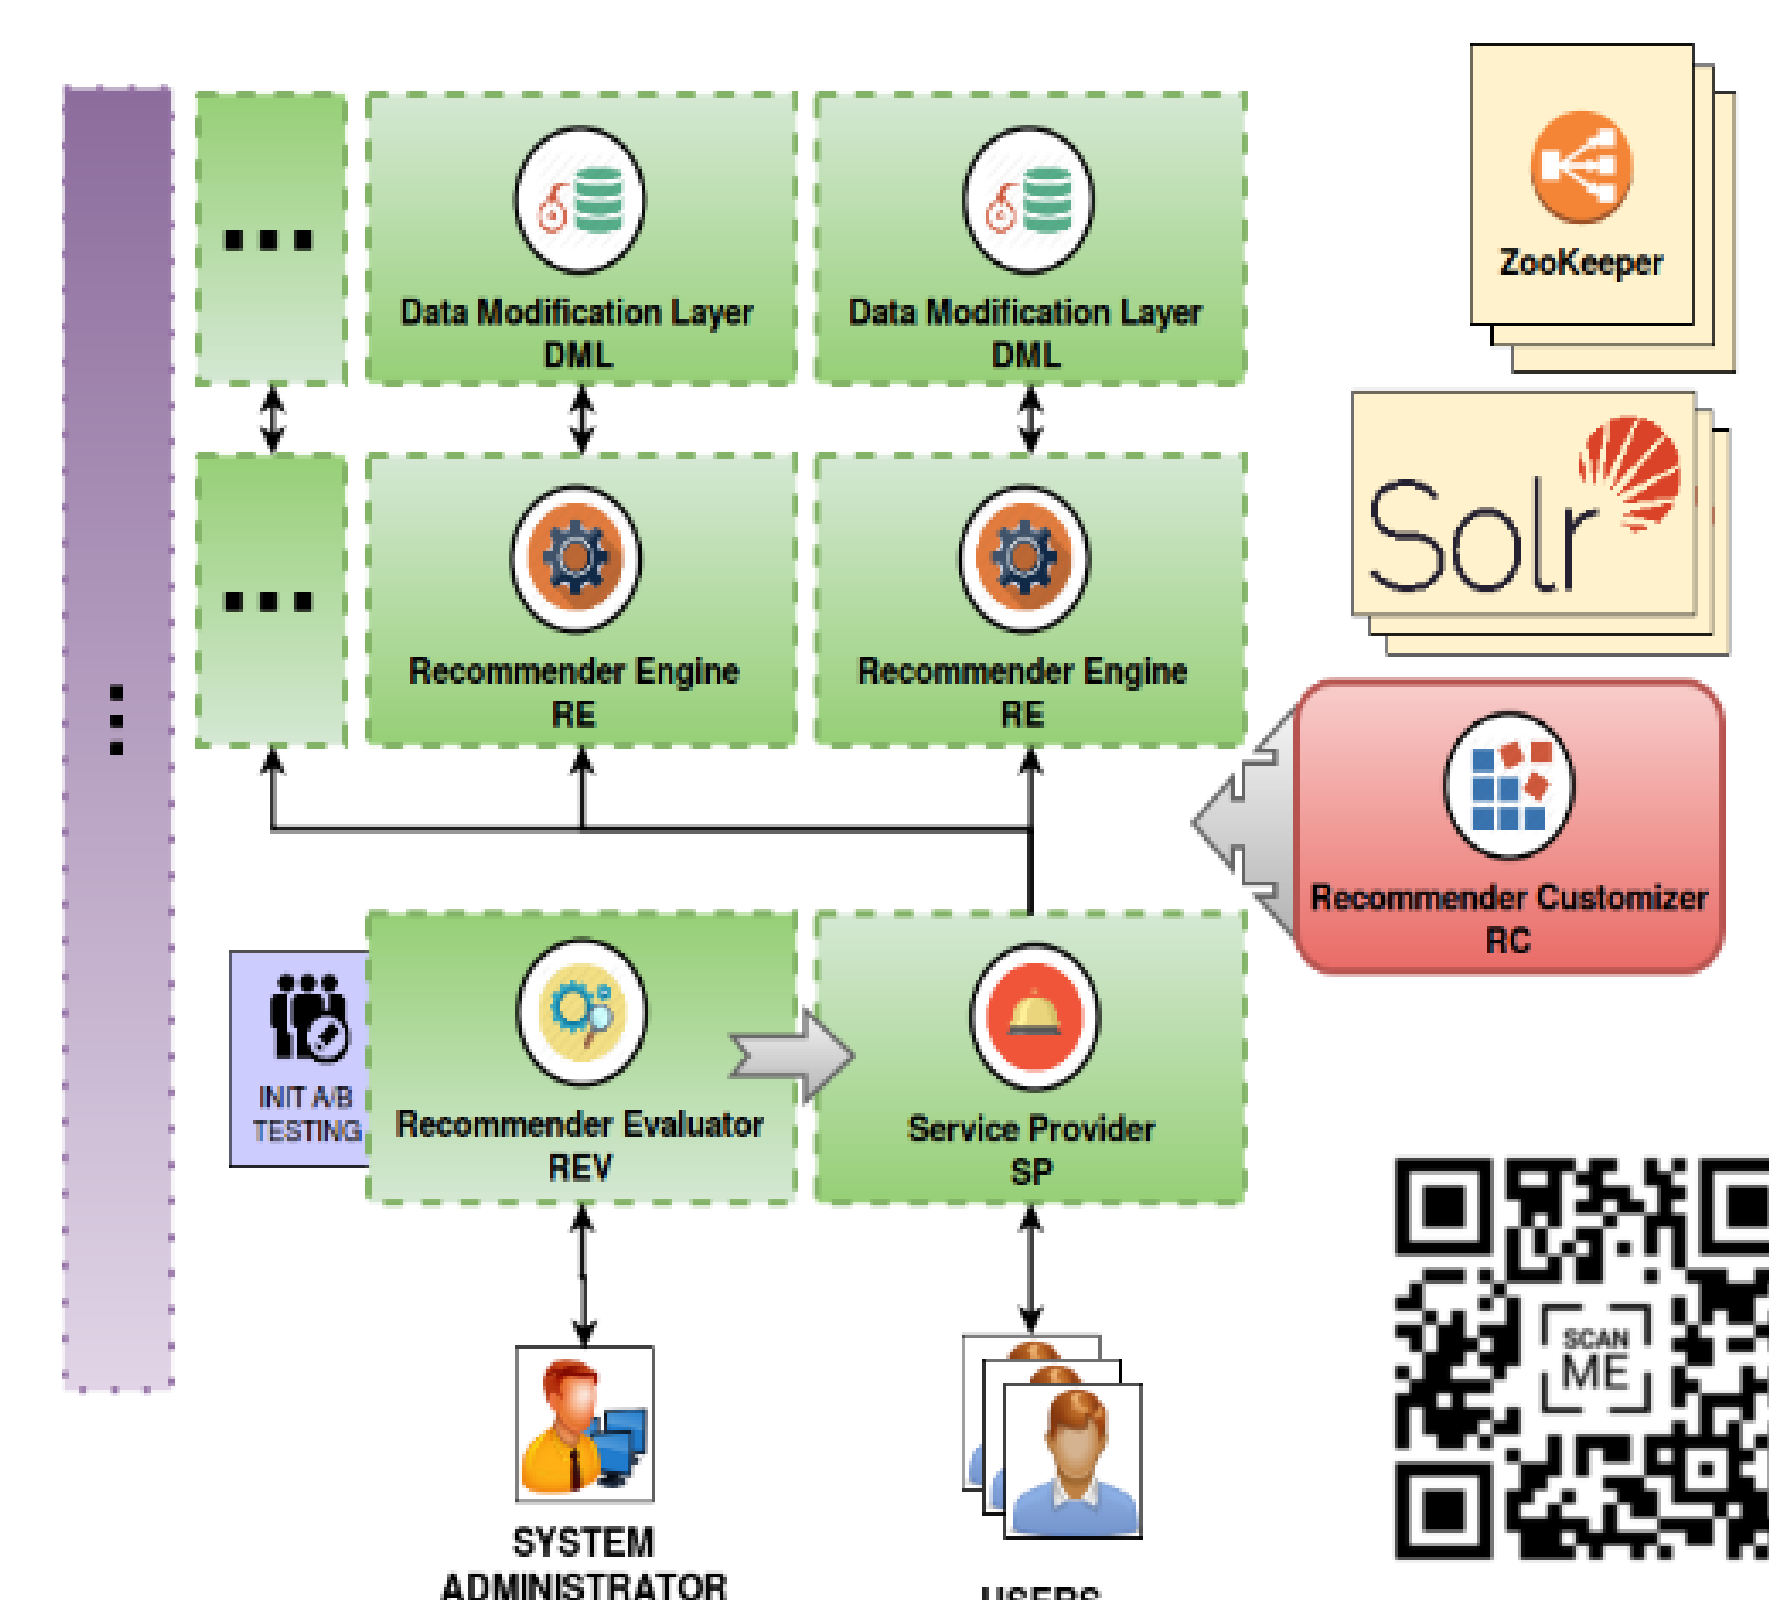 Data Modification Layer
DML
Data Modification Layer
DML
ZooKeeper
Solr
Recommender Engine
RE
Recommender Engine
RE
Recommender Customizer
RC
INIT A/B
TESTING
Recommender Evaluator
REV
Service Provider
SP
SCAN
ME
SYSTEM
ADMINISTRATOR
USERS